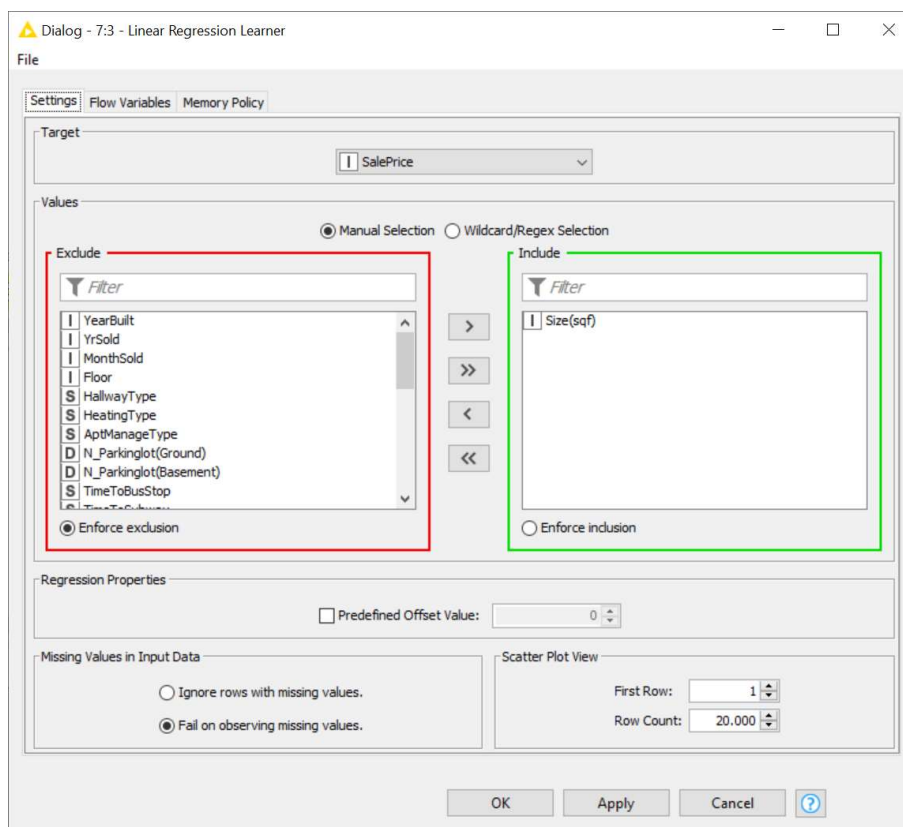 Dialog - 7:3 - Linear Regression Learner
File
Settings Flow Variables Memory Policy
Target
I SalePrice
Values
Manual Selection Wildcard/Regex Selection
Exclude
Filter
I YearBuilt
I YrSold
I MonthSold
I Floor
S HallwayType
S HeatingType
S AptManageType
D N_Parkinglot(Ground)
D N_Parkinglot(Basement)
S TimeToBusStop
S TimeToSubway
Enforce exclusion
>
>>
<
<<
Include
Filter
I Size(sqf)
Enforce inclusion
Regression Properties
Predefined Offset Value: 0
Missing Values in Input Data
Ignore rows with missing values.
Fail on observing missing values.
Scatter Plot View
First Row: 1
Row Count: 20.000
OK Apply Cancel ?